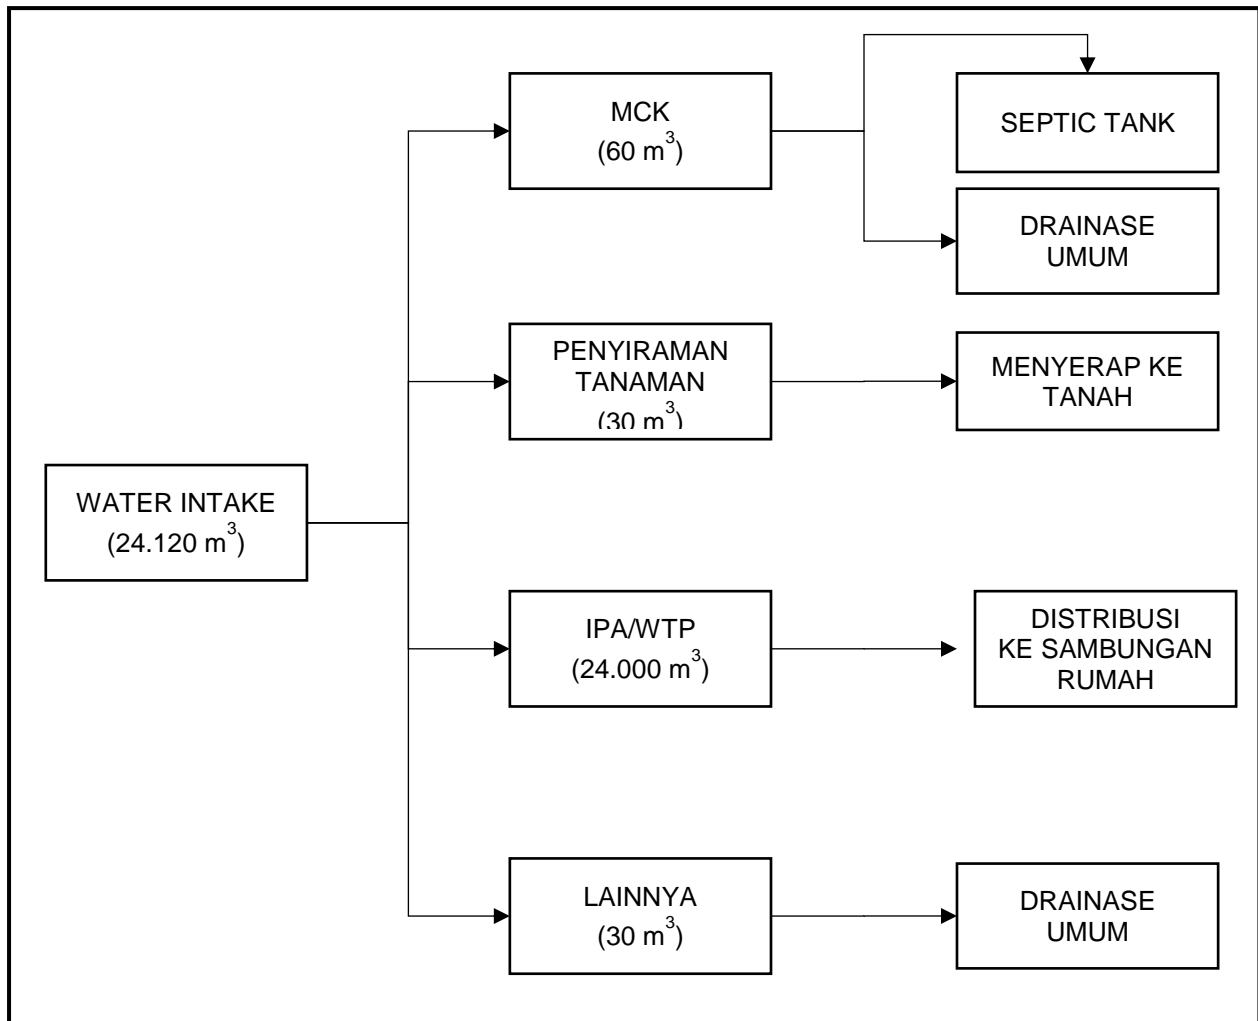 MCK
(60 m³)
SEPTIC TANK
DRAINASE
UMUM
PENYIRAMAN
TANAMAN
(30 m³)
MENYERAP KE
TANAH
WATER INTAKE
(24.120 m³)
IPA/WTP
(24.000 m³)
DISTRIBUSI
KE SAMBUNGAN
RUMAH
LAINNYA
(30 m³)
DRAINASE
UMUM